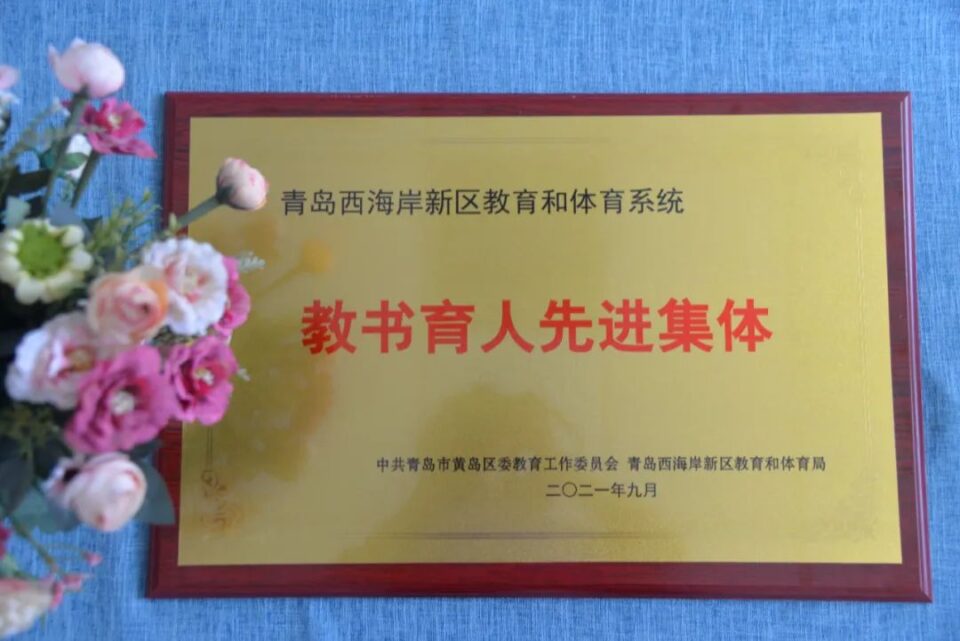 青岛西海岸新区教育和体育系统
教书育人先进集体
中共青岛市黄岛区委教育工作委员会 青岛西海岸新区教育和体育局
二〇二一年九月